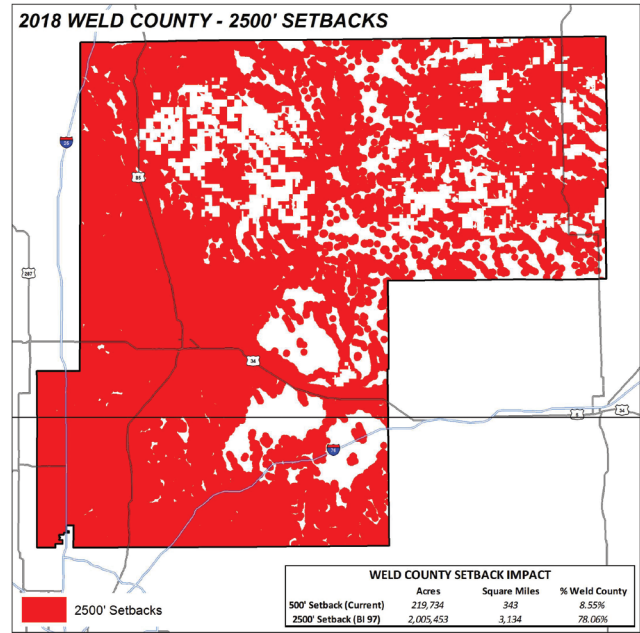 2018 WELD COUNTY - 2500' SETBACKS
25
85
287
34
6
34
76
WELD COUNTY SETBACK IMPACT
Acres Square Miles % Weld County
500' Setback (Current) 219,734 343 8.55%
2500' Setback (BI 97) 2,005,453 3,134 78.06%
2500' Setbacks